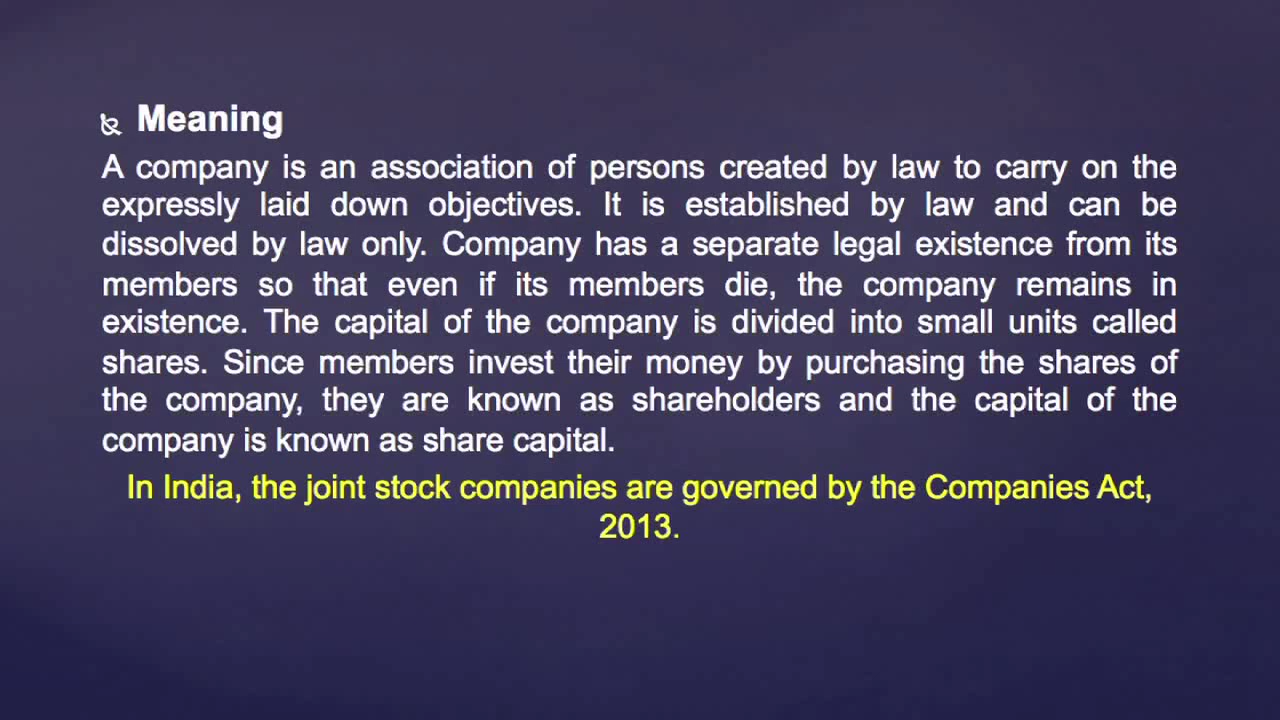 Meaning
A company is an association of persons created by law to carry on the
expressly laid down objectives. It is established by law and can be
dissolved by law only. Company has a separate legal existence from its
members so that even if its members die, the company remains in
existence. The capital of the company is divided into small units called
shares. Since members invest their money by purchasing the shares of
the company, they are known as shareholders and the capital of the
company is known as share capital.
In India, the joint stock companies are governed by the Companies Act,
2013.